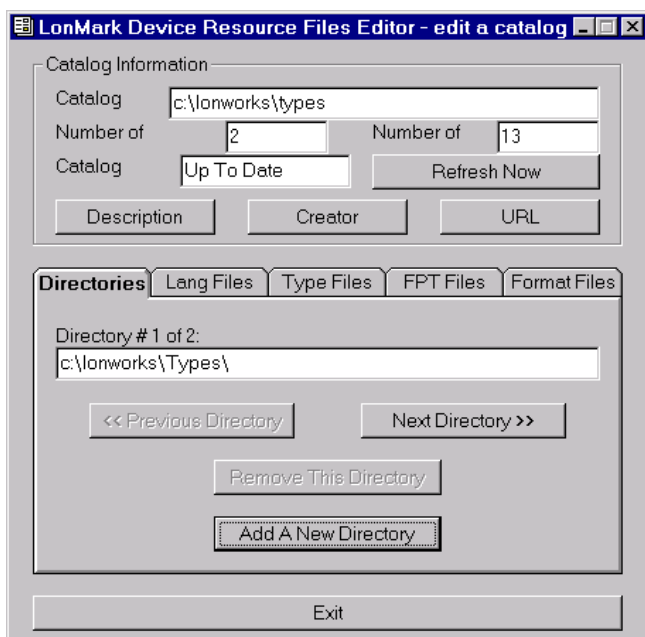 LonMark Device Resource Files Editor - edit a catalog
Catalog Information
Catalog c:\lonworks\types
Number of 2 Number of 13
Catalog Up To Date Refresh Now
Description Creator URL
Directories Lang Files Type Files FPT Files Format Files
Directory # 1 of 2:
c:\lonworks\Types\
<< Previous Directory Next Directory >>
Remove This Directory
Add A New Directory
Exit